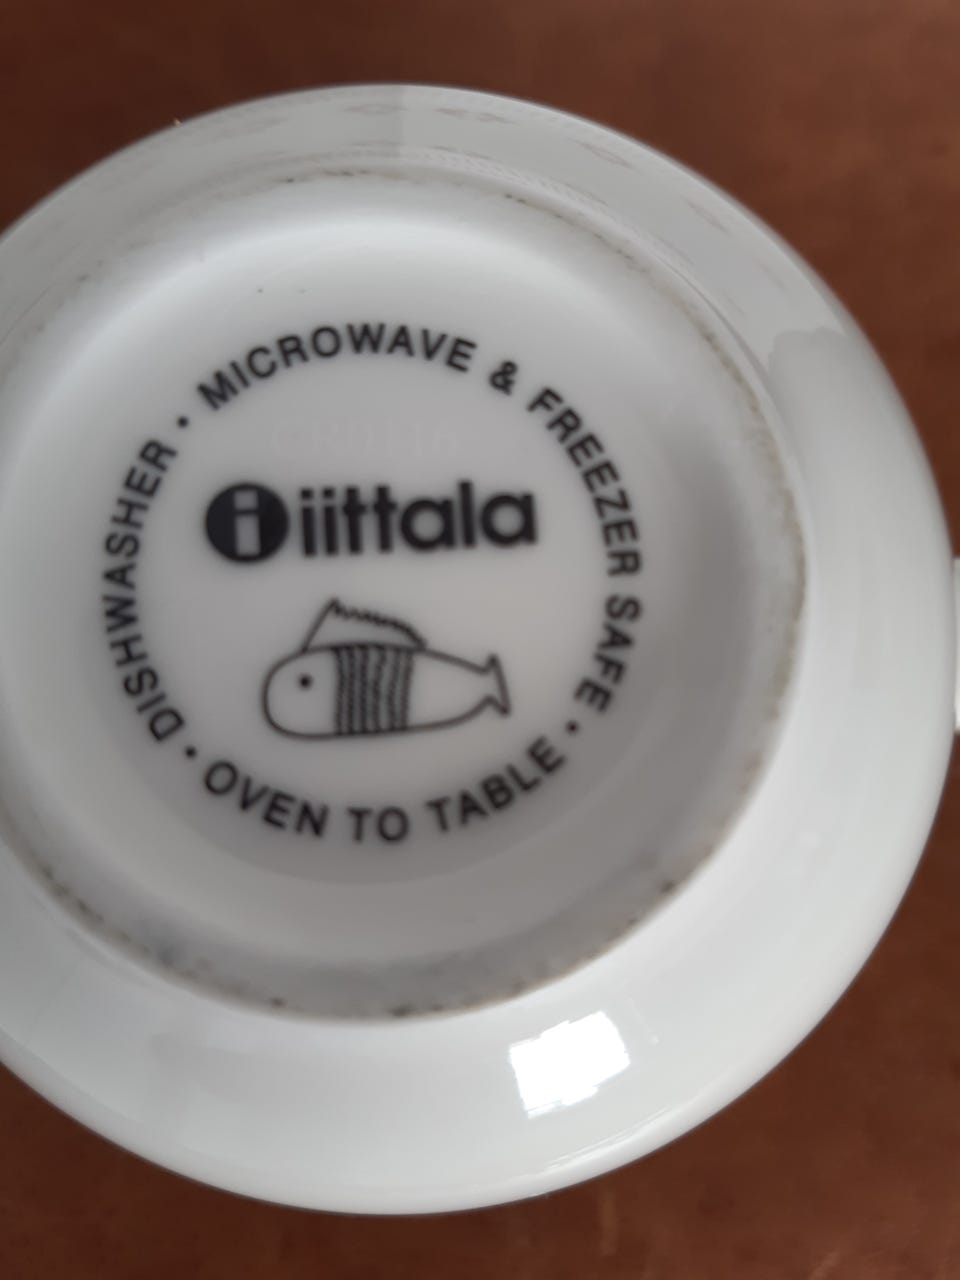 MICROWAVE & FREEZER SAFE • OVEN TO TABLE • DISHWASHER •
i iittala